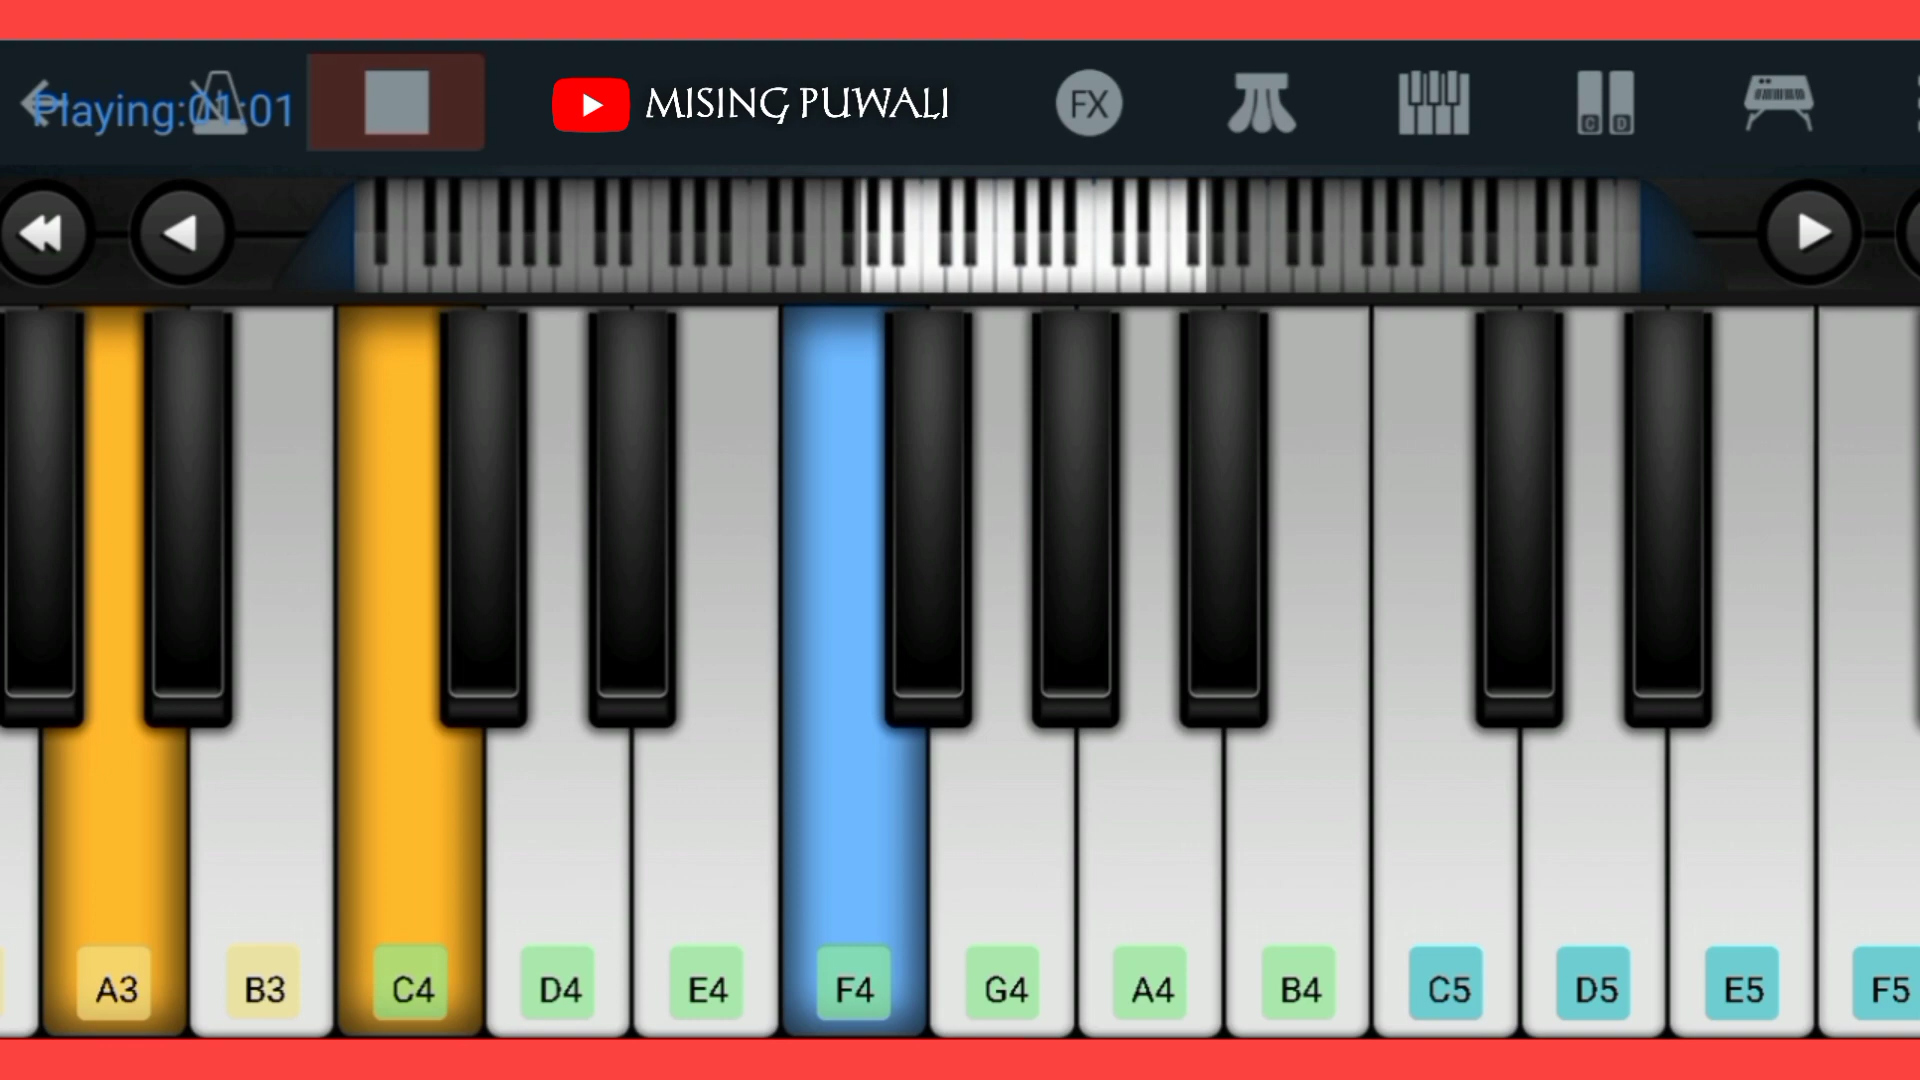 Playing:01:01
MISING PUWALI
FX
C D
A3 B3 C4 D4 E4 F4 G4 A4 B4 C5 D5 E5 F5